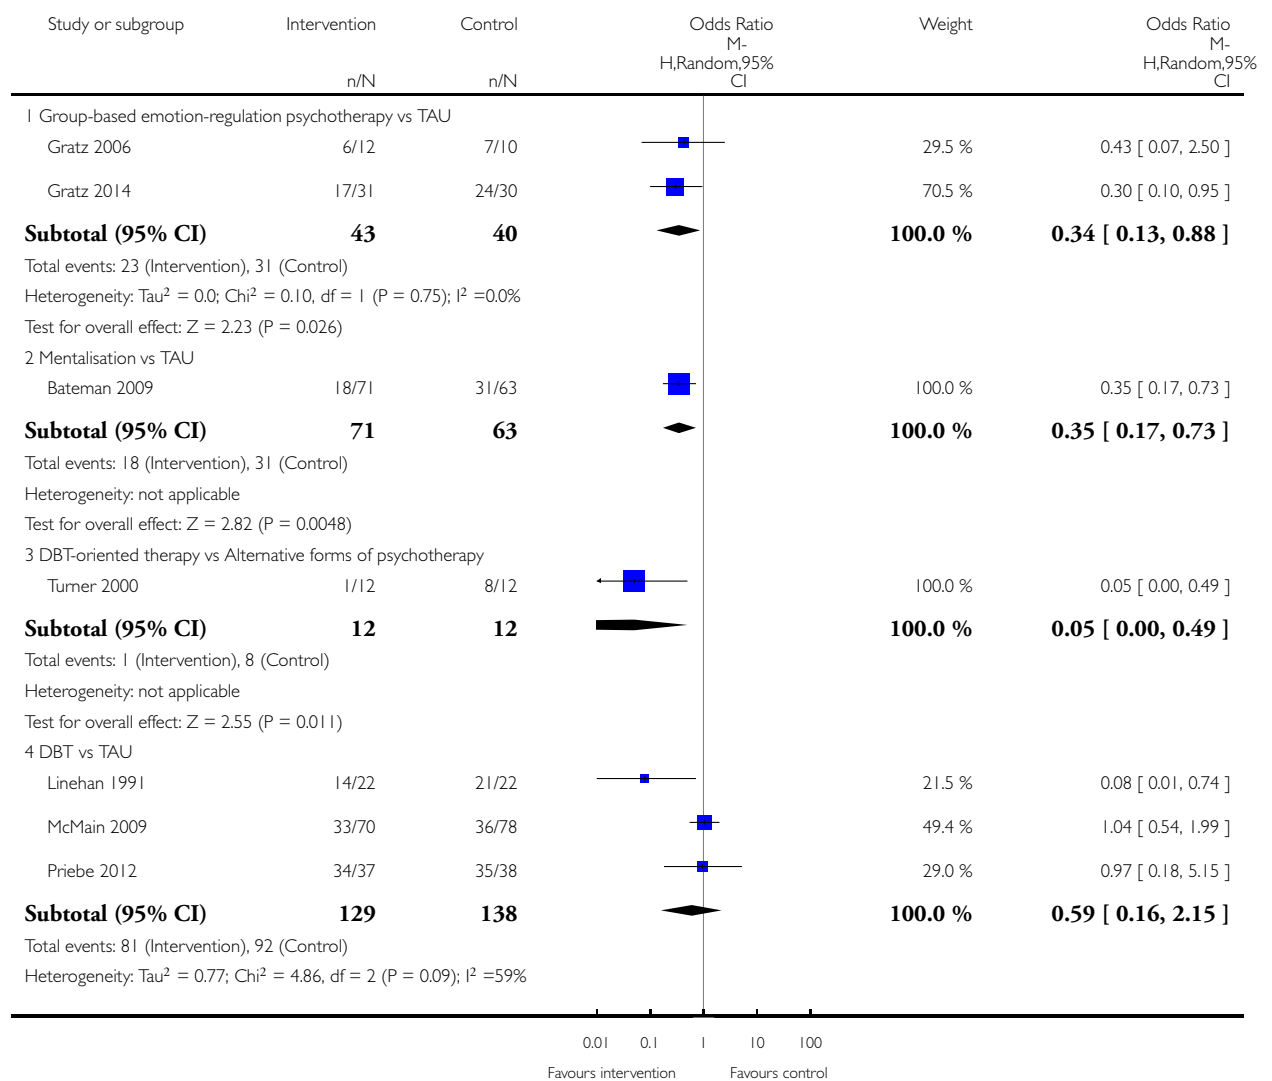 Study or subgroup Intervention Control Odds Ratio Weight Odds Ratio
M- M-
H,Random,95% H,Random,95%
n/N n/N CI CI
1 Group-based emotion-regulation psychotherapy vs TAU
Gratz 2006 6/12 7/10 29.5 % 0.43 [ 0.07, 2.50 ]
Gratz 2014 17/31 24/30 70.5 % 0.30 [ 0.10, 0.95 ]
Subtotal (95% CI) 43 40 100.0 % 0.34 [ 0.13, 0.88 ]
Total events: 23 (Intervention), 31 (Control)
Heterogeneity: Tau² = 0.0; Chi² = 0.10, df = 1 (P = 0.75); I² =0.0%
Test for overall effect: Z = 2.23 (P = 0.026)
2 Mentalisation vs TAU
Bateman 2009 18/71 31/63 100.0 % 0.35 [ 0.17, 0.73 ]
Subtotal (95% CI) 71 63 100.0 % 0.35 [ 0.17, 0.73 ]
Total events: 18 (Intervention), 31 (Control)
Heterogeneity: not applicable
Test for overall effect: Z = 2.82 (P = 0.0048)
3 DBT-oriented therapy vs Alternative forms of psychotherapy
Turner 2000 1/12 8/12 100.0 % 0.05 [ 0.00, 0.49 ]
Subtotal (95% CI) 12 12 100.0 % 0.05 [ 0.00, 0.49 ]
Total events: 1 (Intervention), 8 (Control)
Heterogeneity: not applicable
Test for overall effect: Z = 2.55 (P = 0.011)
4 DBT vs TAU
Linehan 1991 14/22 21/22 21.5 % 0.08 [ 0.01, 0.74 ]
McMain 2009 33/70 36/78 49.4 % 1.04 [ 0.54, 1.99 ]
Priebe 2012 34/37 35/38 29.0 % 0.97 [ 0.18, 5.15 ]
Subtotal (95% CI) 129 138 100.0 % 0.59 [ 0.16, 2.15 ]
Total events: 81 (Intervention), 92 (Control)
Heterogeneity: Tau² = 0.77; Chi² = 4.86, df = 2 (P = 0.09); I² =59%
0.01 0.1 1 10 100
Favours intervention Favours control